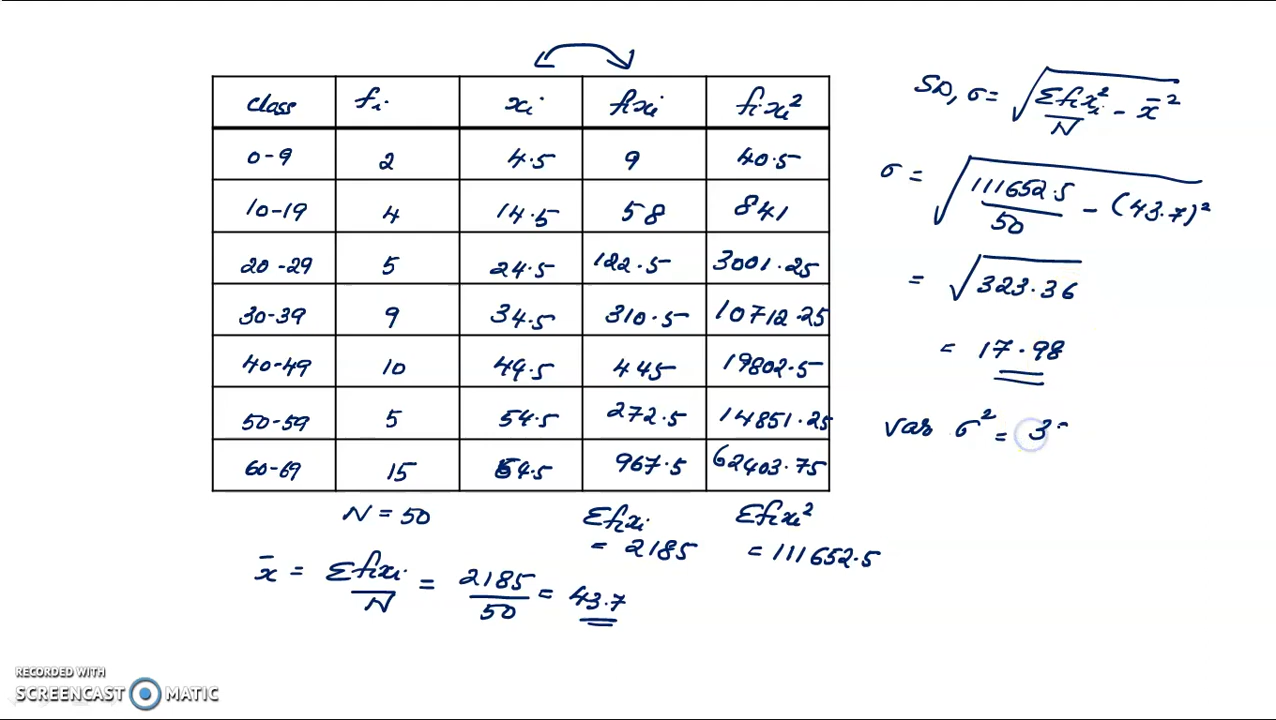 class fi xi fixi fixi²
0-9 2 4.5 9 40.5
10-19 4 14.5 58 841
20-29 5 24.5 122.5 3001.25
30-39 9 34.5 310.5 10712.25
40-49 10 44.5 445 19802.5
50-59 5 54.5 272.5 14851.25
60-69 15 64.5 967.5 62403.75
N = 50 Σfixi Σfixi²
= 2185 = 111652.5
x̄ = Σfixi/N = 2185/50 = 43.7
SD, σ = √(Σfixi²/N - x̄²)
σ = √(111652.5/50 - (43.7)²)
= √323.36
= 17.98
var σ² = 3
RECORDED WITH
SCREENCAST MATIC